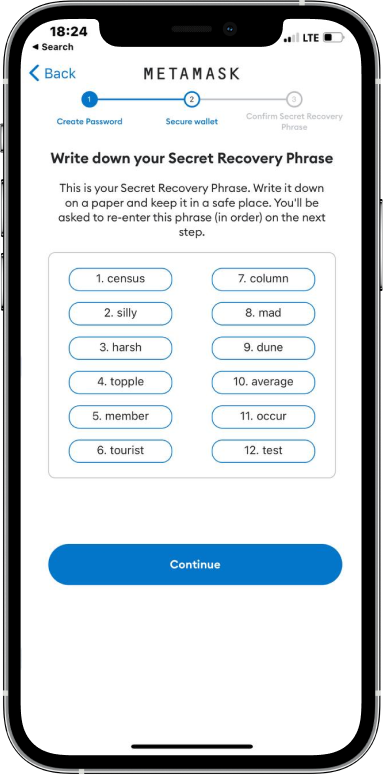 18:24
LTE
Search
Back
METAMASK
1
2
3
Create Password
Secure wallet
Confirm Secret Recovery
Phrase
Write down your Secret Recovery Phrase
This is your Secret Recovery Phrase. Write it down
on a paper and keep it in a safe place. You'll be
asked to re-enter this phrase (in order) on the next
step.
1. census
7. column
2. silly
8. mad
3. harsh
9. dune
4. topple
10. average
5. member
11. occur
6. tourist
12. test
Continue